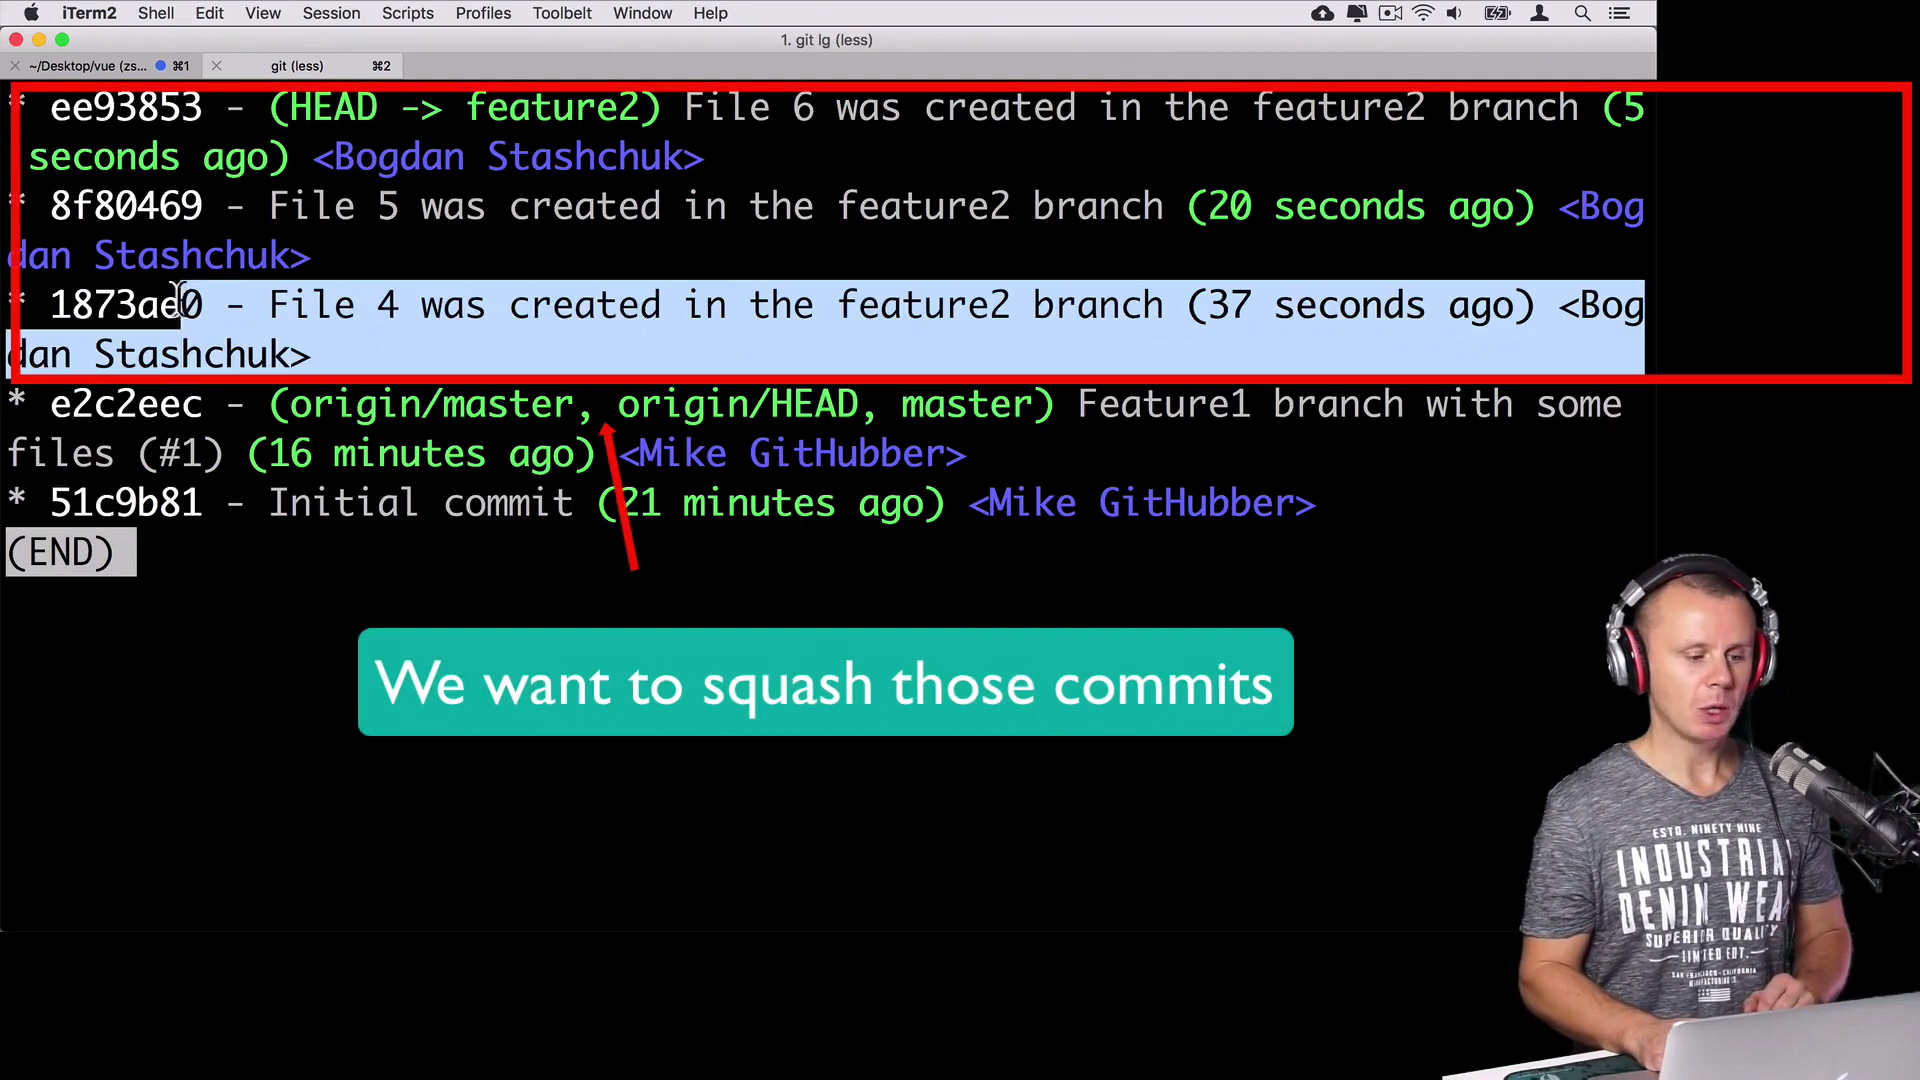 iTerm2 Shell Edit View Session Scripts Profiles Toolbelt Window Help
1. git lg (less)
~/Desktop/vue (zs... ⌘1 git (less) ⌘2
* ee93853 - (HEAD -> feature2) File 6 was created in the feature2 branch (5
seconds ago) <Bogdan Stashchuk>
* 8f80469 - File 5 was created in the feature2 branch (20 seconds ago) <Bog
dan Stashchuk>
* 1873ae0 - File 4 was created in the feature2 branch (37 seconds ago) <Bog
dan Stashchuk>
* e2c2eec - (origin/master, origin/HEAD, master) Feature1 branch with some
files (#1) (16 minutes ago) <Mike GitHubber>
* 51c9b81 - Initial commit (21 minutes ago) <Mike GitHubber>
(END)
We want to squash those commits
ESTD. NINETY NINE
INDUSTRIA
DENIM WEA
SUPERIOR QUALI
LIMITED EDT.